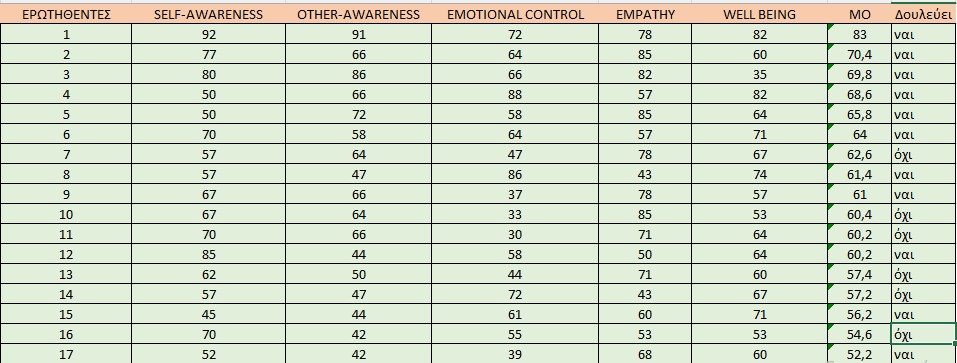 ΕΡΩΤΗΘΕΝΤΕΣ SELF-AWARENESS OTHER-AWARENESS EMOTIONAL CONTROL EMPATHY WELL BEING ΜΟ Δουλεύει
1 92 91 72 78 82 83 ναι
2 77 66 64 85 60 70,4 ναι
3 80 86 66 82 35 69,8 ναι
4 50 66 88 57 82 68,6 ναι
5 50 72 58 85 64 65,8 ναι
6 70 58 64 57 71 64 ναι
7 57 64 47 78 67 62,6 όχι
8 57 47 86 43 74 61,4 ναι
9 67 66 37 78 57 61 ναι
10 67 64 33 85 53 60,4 όχι
11 70 66 30 71 64 60,2 όχι
12 85 44 58 50 64 60,2 ναι
13 62 50 44 71 60 57,4 όχι
14 57 47 72 43 67 57,2 όχι
15 45 44 61 60 71 56,2 ναι
16 70 42 55 53 53 54,6 όχι
17 52 42 39 68 60 52,2 ναι